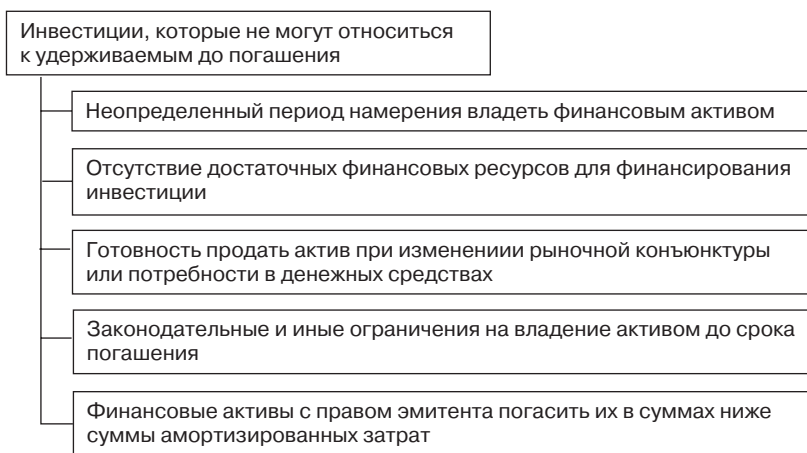 Инвестиции, которые не могут относиться
к удерживаемым до погашения
Неопределенный период намерения владеть финансовым активом
Отсутствие достаточных финансовых ресурсов для финансирования
инвестиции
Готовность продать актив при изменениии рыночной конъюнктуры
или потребности в денежных средствах
Законодательные и иные ограничения на владение активом до срока
погашения
Финансовые активы с правом эмитента погасить их в суммах ниже
суммы амортизированных затрат